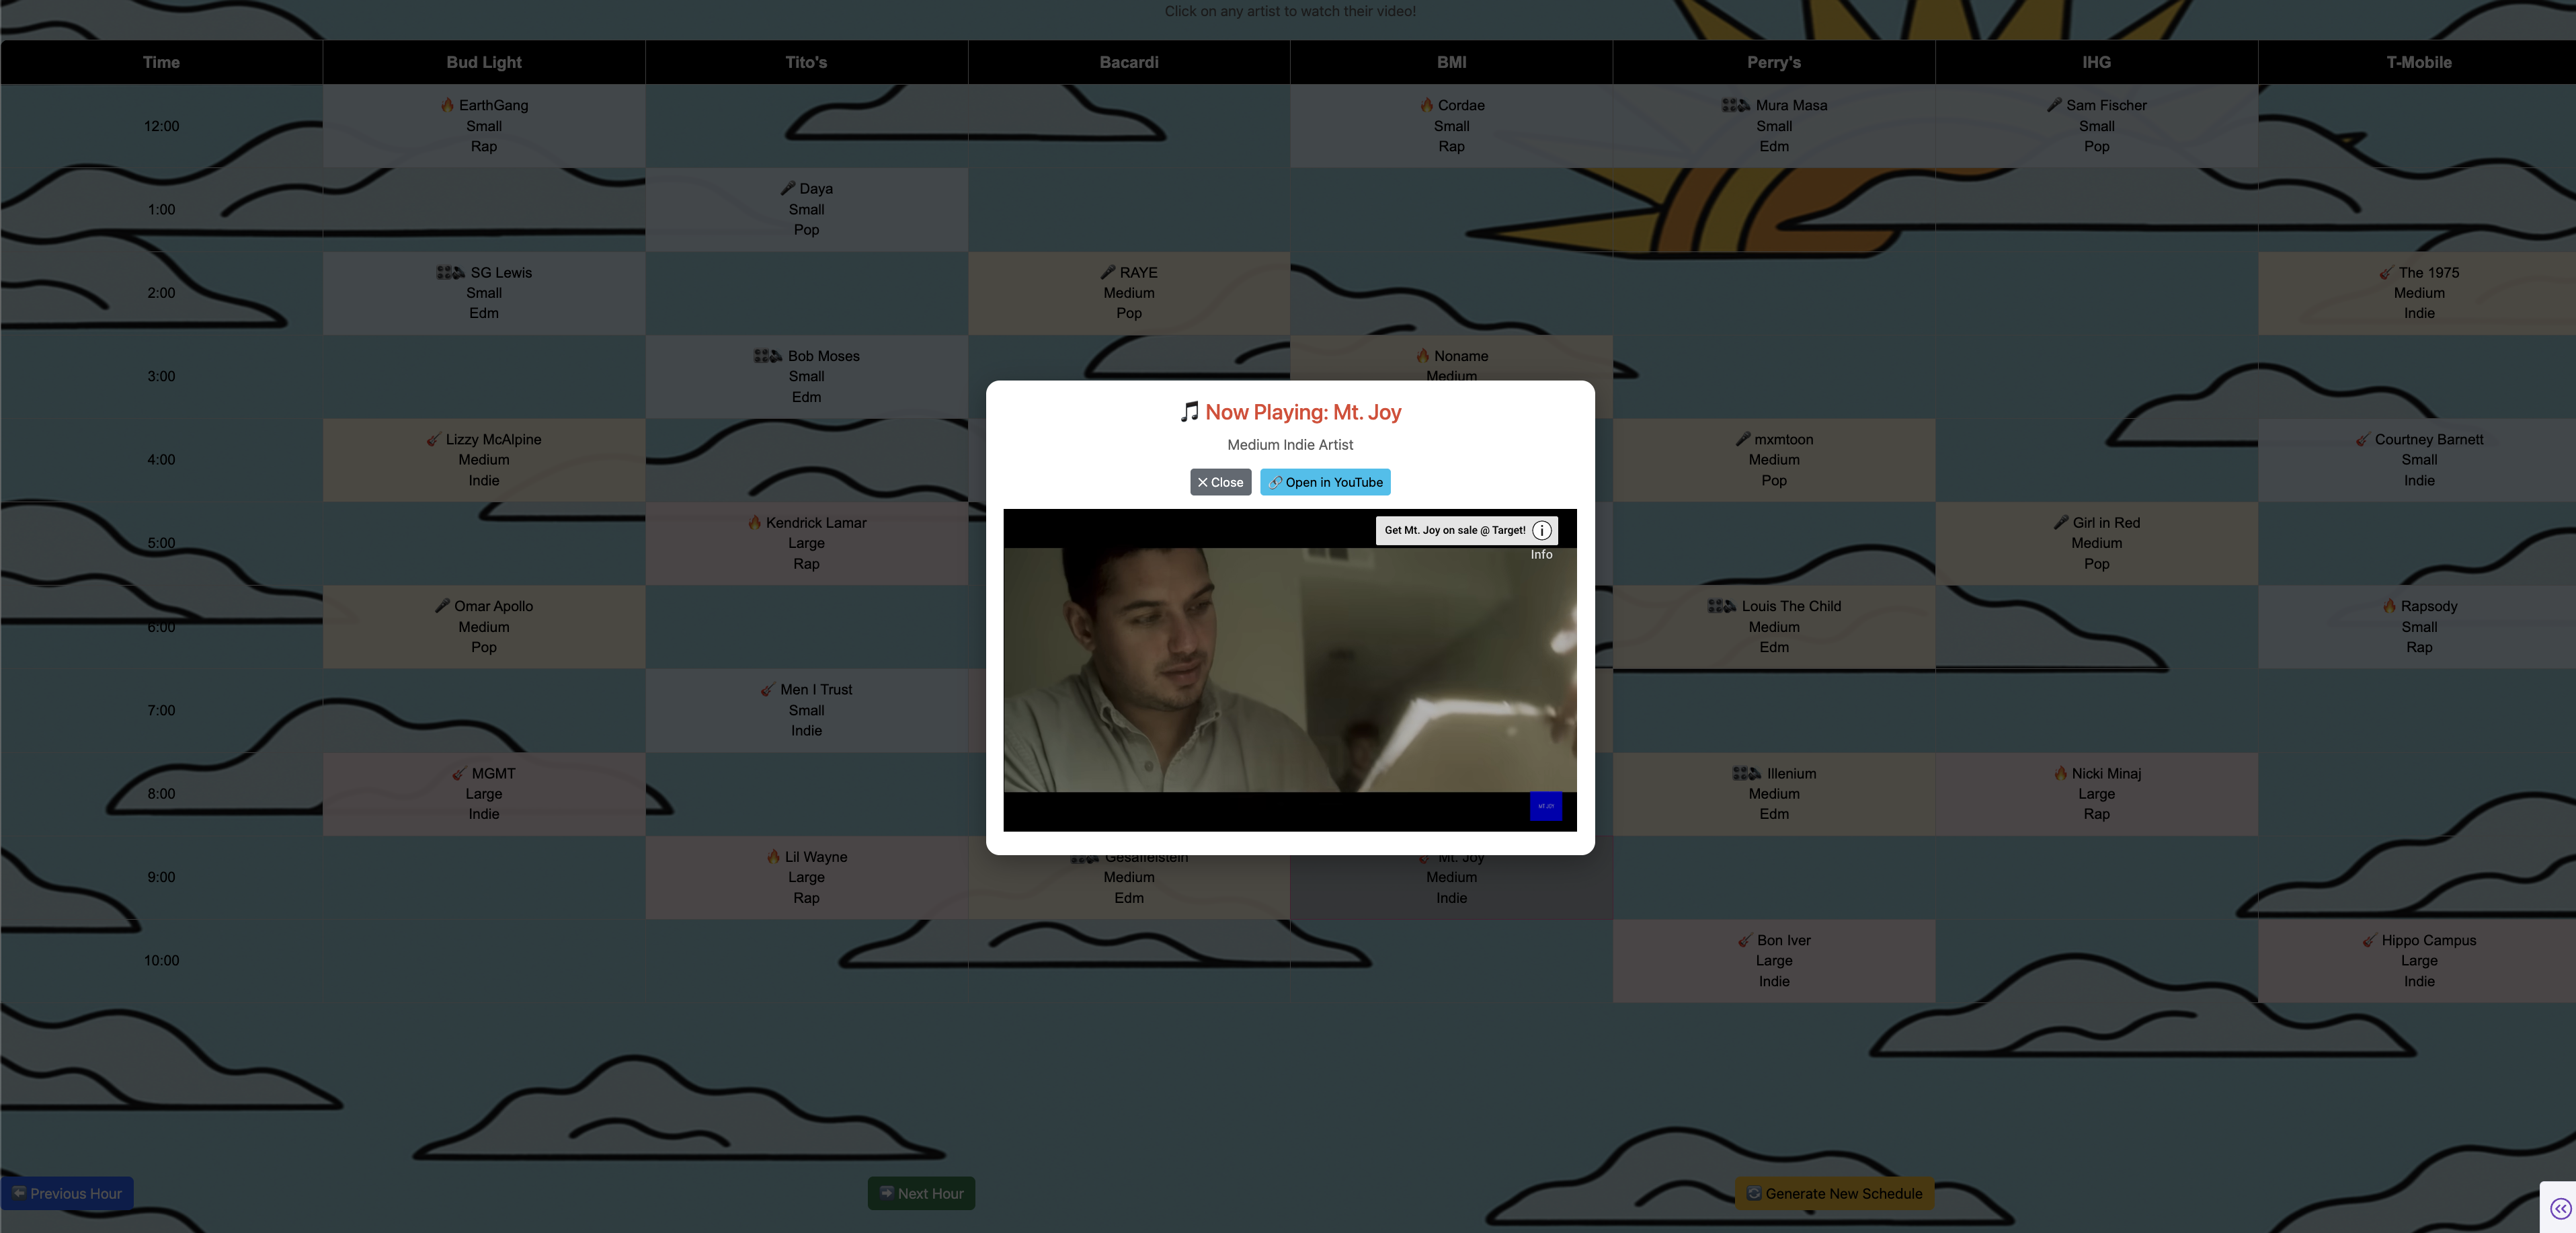 Click on any artist to watch their video!
Time Bud Light Tito's Bacardi BMI Perry's IHG T-Mobile
12:00
EarthGang
Small
Rap
Cordae
Small
Rap
Mura Masa
Small
Edm
Sam Fischer
Small
Pop
1:00
Daya
Small
Pop
2:00
SG Lewis
Small
Edm
RAYE
Medium
Pop
The 1975
Medium
Indie
3:00
Bob Moses
Small
Edm
Noname
Medium
4:00
Lizzy McAlpine
Medium
Indie
mxmtoon
Medium
Pop
Courtney Barnett
Small
Indie
5:00
Kendrick Lamar
Large
Rap
Girl in Red
Medium
Pop
6:00
Omar Apollo
Medium
Pop
Louis The Child
Medium
Edm
Rapsody
Small
Rap
7:00
Men I Trust
Small
Indie
8:00
MGMT
Large
Indie
Illenium
Medium
Edm
Nicki Minaj
Large
Rap
9:00
Lil Wayne
Large
Rap
Gesaffelstein
Medium
Edm
Mt. Joy
Medium
Indie
10:00
Bon Iver
Large
Indie
Hippo Campus
Large
Indie
Now Playing: Mt. Joy
Medium Indie Artist
Close
Open in YouTube
Get Mt. Joy on sale @ Target!
Info
MT. JOY
Previous Hour
Next Hour
Generate New Schedule